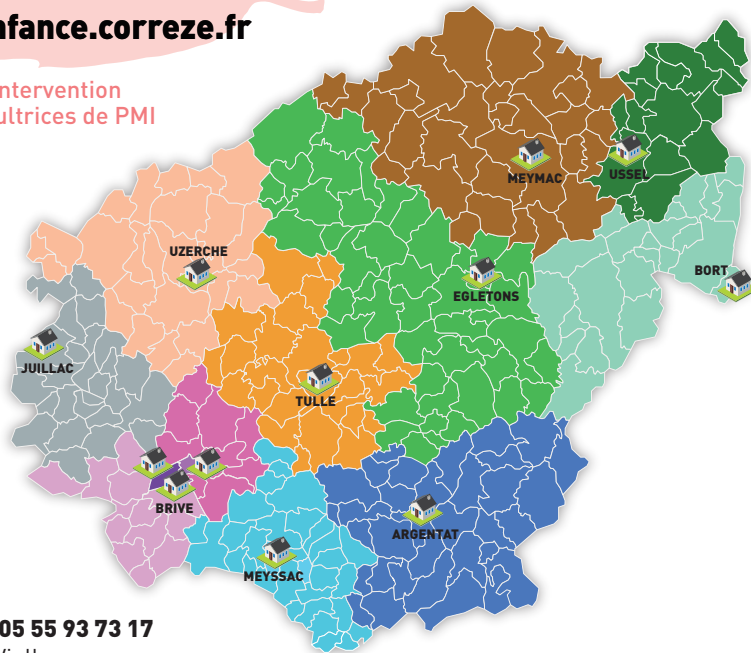 nfance.correze.fr
ntervention
ultrices de PMI
MEYMAC
USSEL
UZERCHE
BORT
EGLETONS
JUILLAC
TULLE
BRIVE
ARGENTAT
MEYSSAC
05 55 93 73 17